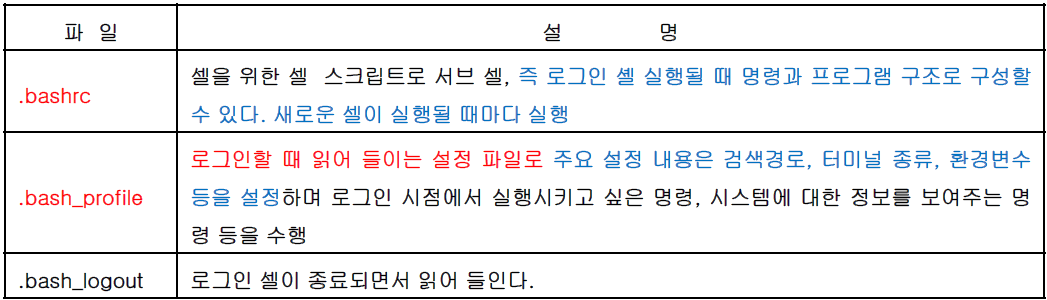 파 일 설 명
.bashrc
셀을 위한 셀 스크립트로 서브 셀, 즉 로그인 셸 실행될 때 명령과 프로그램 구조로 구성할
수 있다. 새로운 셀이 실행될 때마다 실행
.bash_profile
로그인할 때 읽어 들이는 설정 파일로 주요 설정 내용은 검색경로, 터미널 종류, 환경변수
등을 설정하며 로그인 시점에서 실행시키고 싶은 명령, 시스템에 대한 정보를 보여주는 명
령 등을 수행
.bash_logout
로그인 셀이 종료되면서 읽어 들인다.